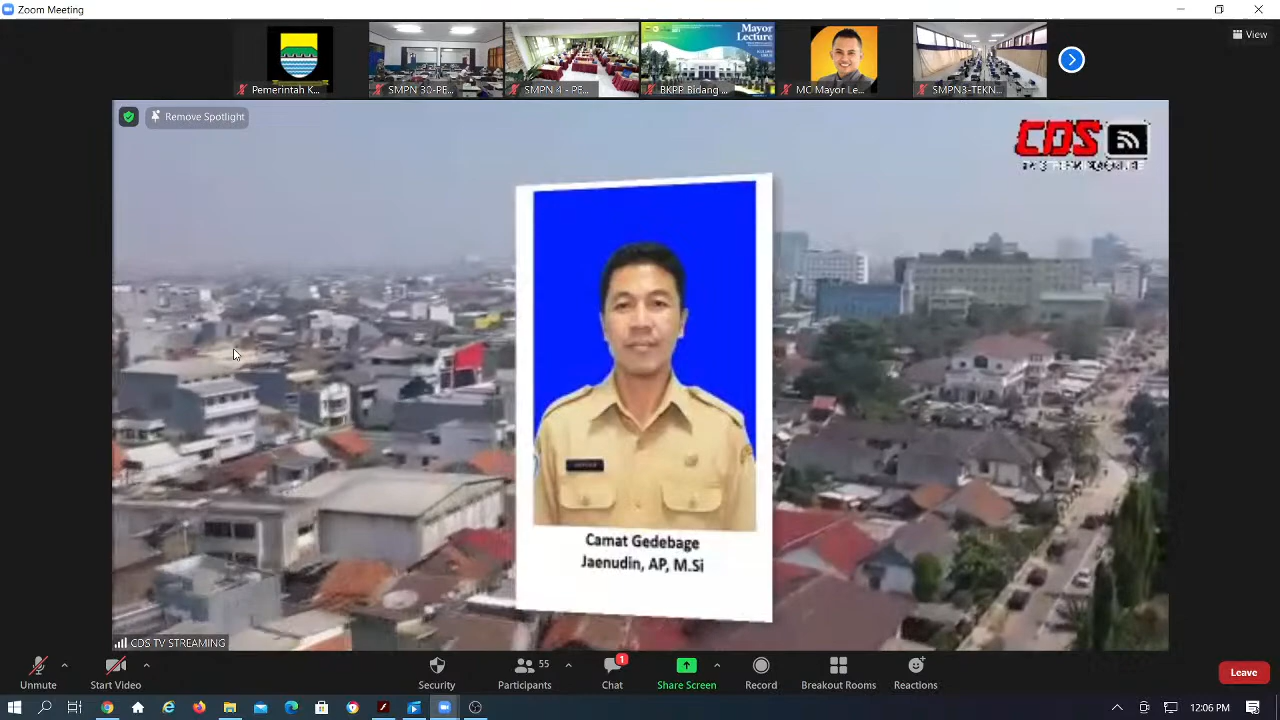 Zoom Meeting
View
Pemerintah K...
SMPN 30-PE...
SMPN 4 - PE...
Mayor
Lecture
BKPP Bidang ...
MC Mayor Le...
SMPN3-TEKN...
Remove Spotlight
CDS
Camat Gedebage
Jaenudin, AP, M.Si
CDS TV STREAMING
Unmute
Start Video
Security
55
Participants
1
Chat
Share Screen
Record
Breakout Rooms
Reactions
Leave
12:06 PM